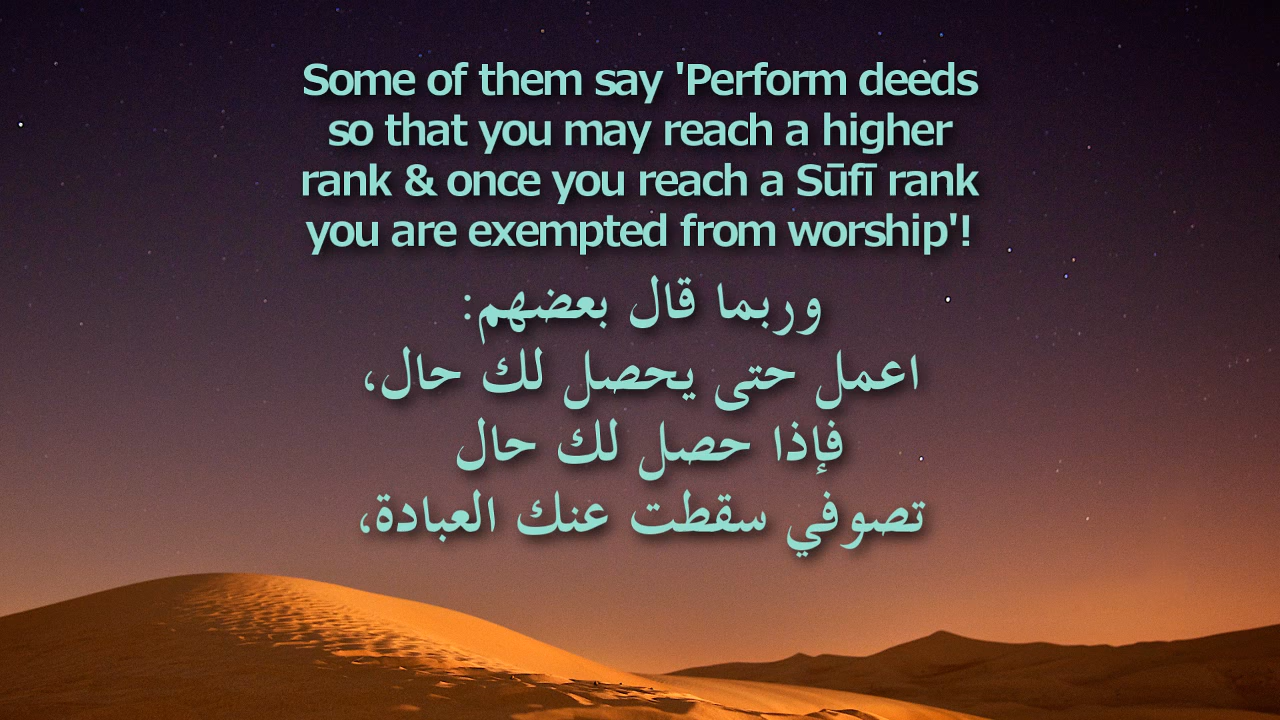 Some of them say 'Perform deeds
so that you may reach a higher
rank & once you reach a Sūfī rank
you are exempted from worship'!
وربما قال بعضهم:
اعمل حتى يحصل لك حال،
فإذا حصل لك حال
تصوفي سقطت عنك العبادة،